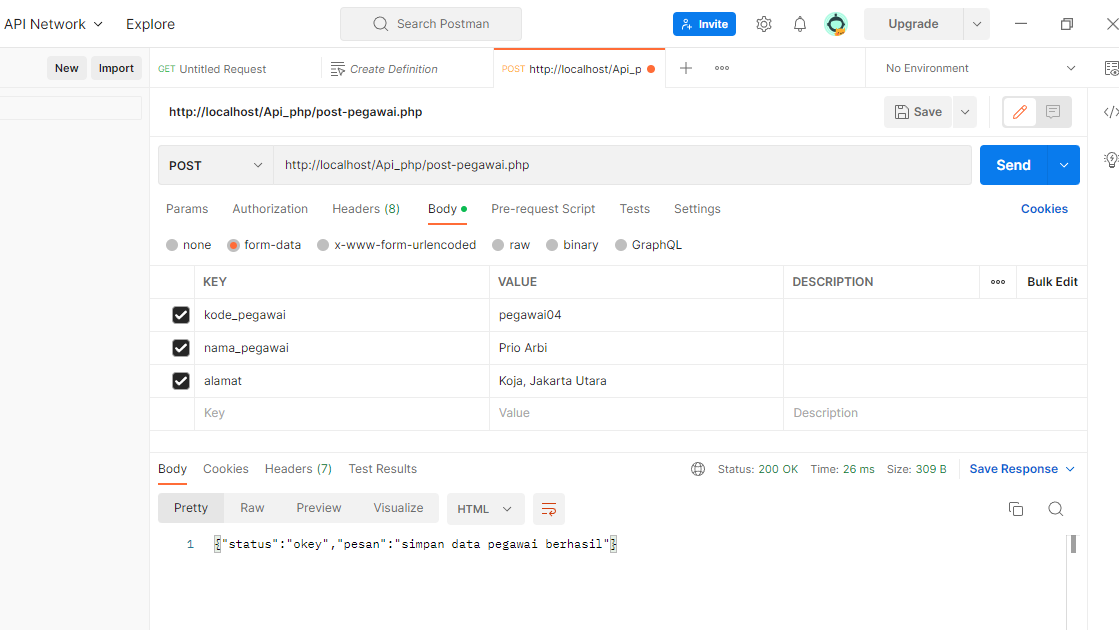 API Network Explore Search Postman Invite Upgrade
New Import GET Untitled Request Create Definition POST http://localhost/Api_p No Environment
http://localhost/Api_php/post-pegawai.php Save
POST http://localhost/Api_php/post-pegawai.php Send
Params Authorization Headers (8) Body Pre-request Script Tests Settings Cookies
none form-data x-www-form-urlencoded raw binary GraphQL
KEY VALUE DESCRIPTION Bulk Edit
kode_pegawai pegawai04
nama_pegawai Prio Arbi
alamat Koja, Jakarta Utara
Key Value Description
Body Cookies Headers (7) Test Results Status: 200 OK Time: 26 ms Size: 309 B Save Response
Pretty Raw Preview Visualize HTML
1 {"status":"okey","pesan":"simpan data pegawai berhasil"}